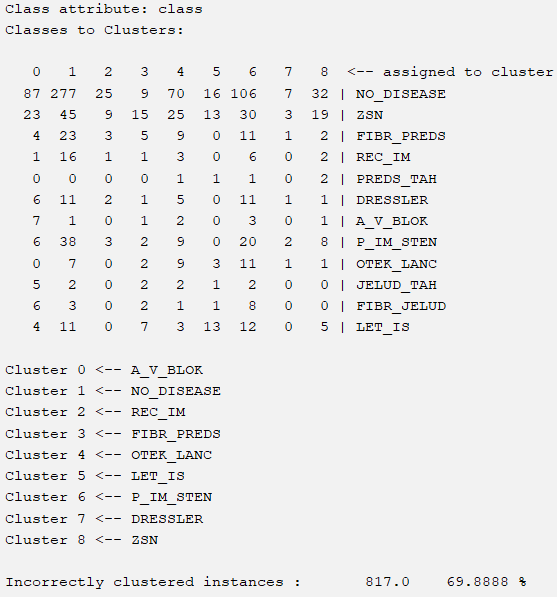 Class attribute: class
Classes to Clusters:
0 1 2 3 4 5 6 7 8 <-- assigned to cluster
87 277 25 9 70 16 106 7 32 | NO_DISEASE
23 45 9 15 25 13 30 3 19 | ZSN
4 23 3 5 9 0 11 1 2 | FIBR_PREDS
1 16 1 1 3 0 6 0 2 | REC_IM
0 0 0 0 1 1 1 0 2 | PREDS_TAH
6 11 2 1 5 0 11 1 1 | DRESSLER
7 1 0 1 2 0 3 0 1 | A_V_BLOK
6 38 3 2 9 0 20 2 8 | P_IM_STEN
0 7 0 2 9 3 11 1 1 | OTEK_LANC
5 2 0 2 2 1 2 0 0 | JELUD_TAH
6 3 0 2 1 1 8 0 0 | FIBR_JELUD
4 11 0 7 3 13 12 0 5 | LET_IS
Cluster 0 <-- A_V_BLOK
Cluster 1 <-- NO_DISEASE
Cluster 2 <-- REC_IM
Cluster 3 <-- FIBR_PREDS
Cluster 4 <-- OTEK_LANC
Cluster 5 <-- LET_IS
Cluster 6 <-- P_IM_STEN
Cluster 7 <-- DRESSLER
Cluster 8 <-- ZSN
Incorrectly clustered instances : 817.0 69.8888 %